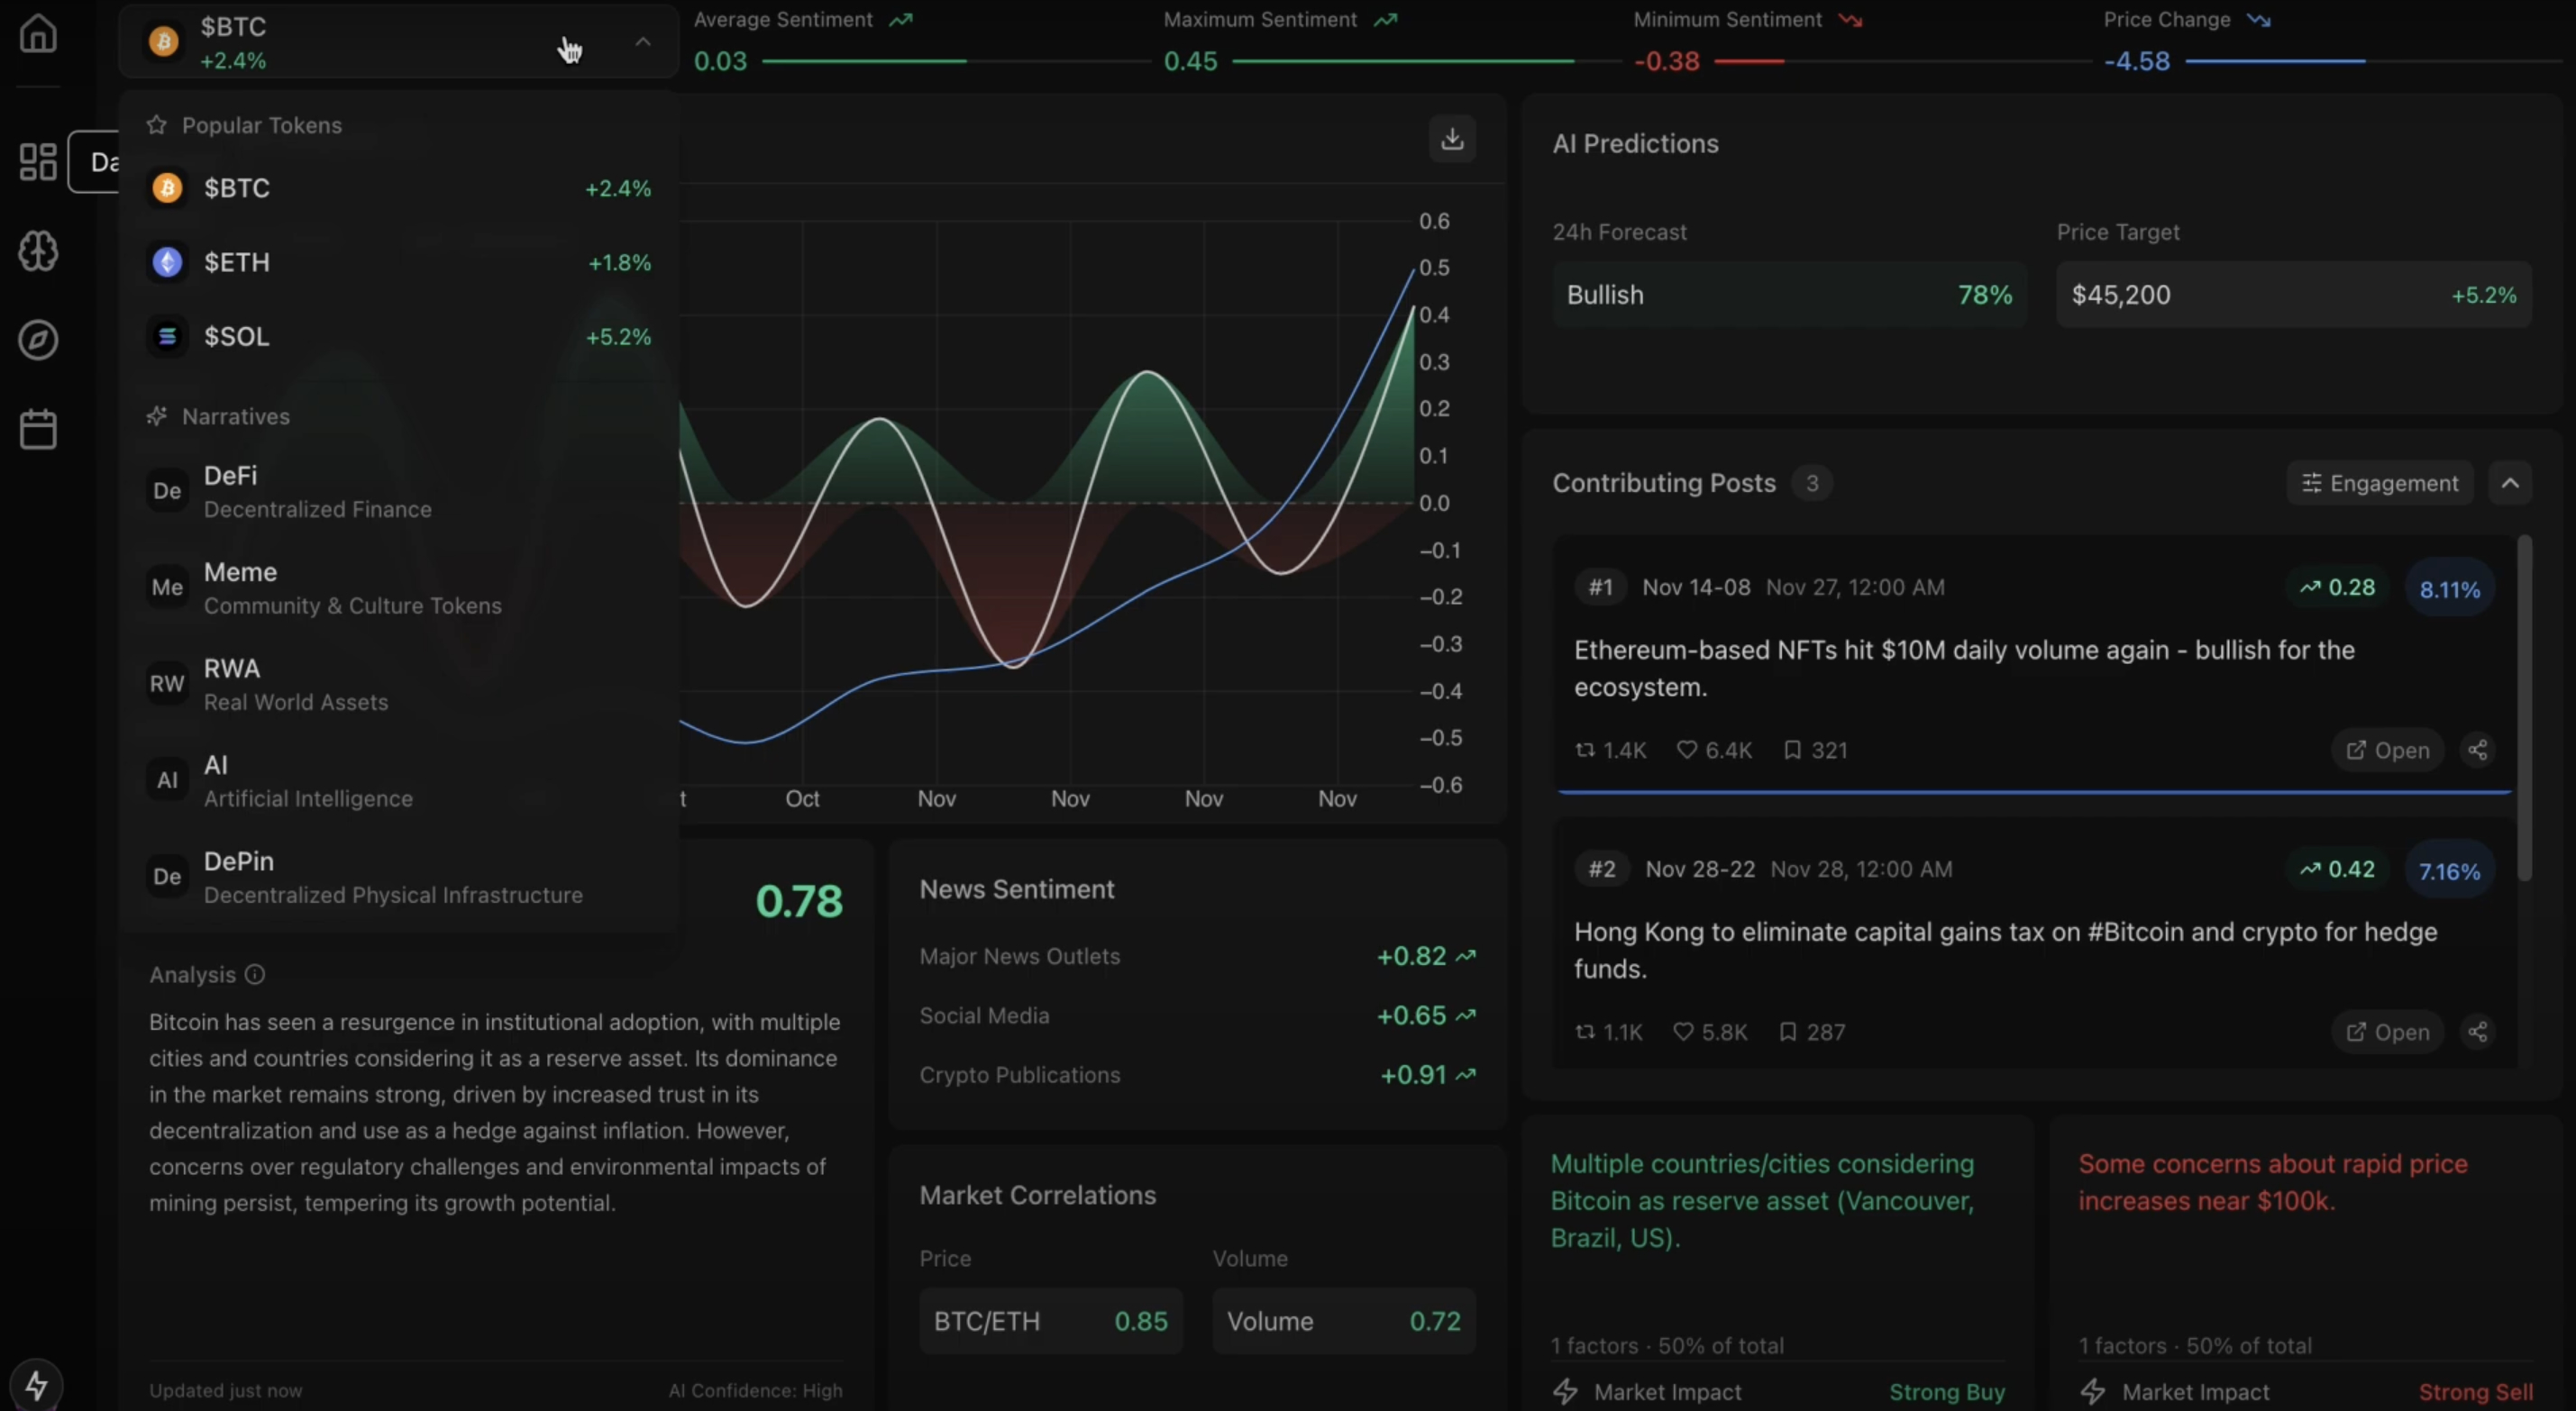 $BTC
+2.4%
Average Sentiment
0.03
Maximum Sentiment
0.45
Minimum Sentiment
-0.38
Price Change
-4.58
Da
Popular Tokens
$BTC
+2.4%
$ETH
+1.8%
$SOL
+5.2%
Narratives
De
DeFi
Decentralized Finance
Me
Meme
Community & Culture Tokens
RW
RWA
Real World Assets
AI
AI
Artificial Intelligence
De
DePin
Decentralized Physical Infrastructure
0.6
0.5
0.4
0.3
0.2
0.1
0.0
−0.1
−0.2
−0.3
−0.4
−0.5
−0.6
t
Oct
Nov
Nov
Nov
Nov
AI Predictions
24h Forecast
Bullish
78%
Price Target
$45,200
+5.2%
Contributing Posts
3
Engagement
#1
Nov 14-08
Nov 27, 12:00 AM
0.28
8.11%
Ethereum-based NFTs hit $10M daily volume again - bullish for the
ecosystem.
1.4K
6.4K
321
Open
#2
Nov 28-22
Nov 28, 12:00 AM
0.42
7.16%
Hong Kong to eliminate capital gains tax on #Bitcoin and crypto for hedge
funds.
1.1K
5.8K
287
Open
0.78
Analysis
Bitcoin has seen a resurgence in institutional adoption, with multiple
cities and countries considering it as a reserve asset. Its dominance
in the market remains strong, driven by increased trust in its
decentralization and use as a hedge against inflation. However,
concerns over regulatory challenges and environmental impacts of
mining persist, tempering its growth potential.
Updated just now
AI Confidence: High
News Sentiment
Major News Outlets
+0.82
Social Media
+0.65
Crypto Publications
+0.91
Market Correlations
Price
BTC/ETH
0.85
Volume
Volume
0.72
Multiple countries/cities considering
Bitcoin as reserve asset (Vancouver,
Brazil, US).
1 factors · 50% of total
Market Impact
Strong Buy
Some concerns about rapid price
increases near $100k.
1 factors · 50% of total
Market Impact
Strong Sell